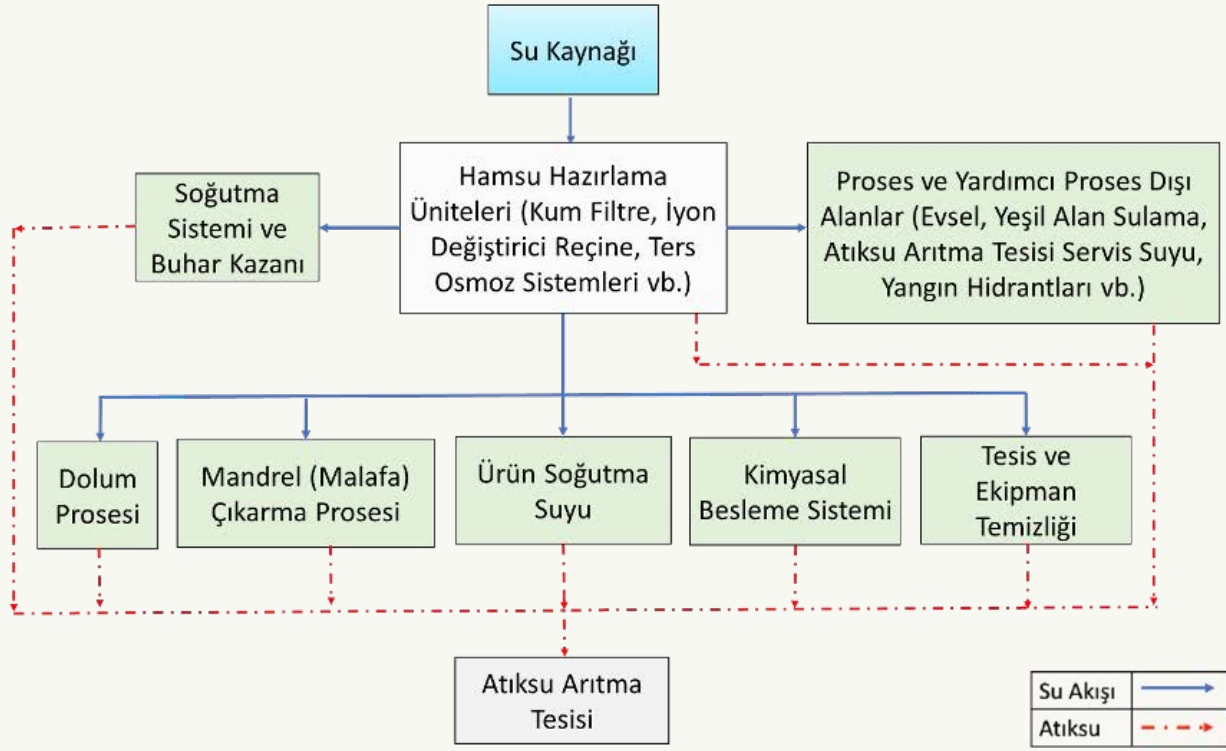 Su Kaynağı
Hamsu Hazırlama
Üniteleri (Kum Filtre, İyon
Değiştirici Reçine, Ters
Osmoz Sistemleri vb.)
Soğutma
Sistemi ve
Buhar Kazanı
Proses ve Yardımcı Proses Dışı
Alanlar (Evsel, Yeşil Alan Sulama,
Atıksu Arıtma Tesisi Servis Suyu,
Yangın Hidrantları vb.)
Dolum
Prosesi
Mandrel (Malafa)
Çıkarma Prosesi
Ürün Soğutma
Suyu
Kimyasal
Besleme Sistemi
Tesis ve
Ekipman
Temizliği
Atıksu Arıtma
Tesisi
Su Akışı
Atıksu